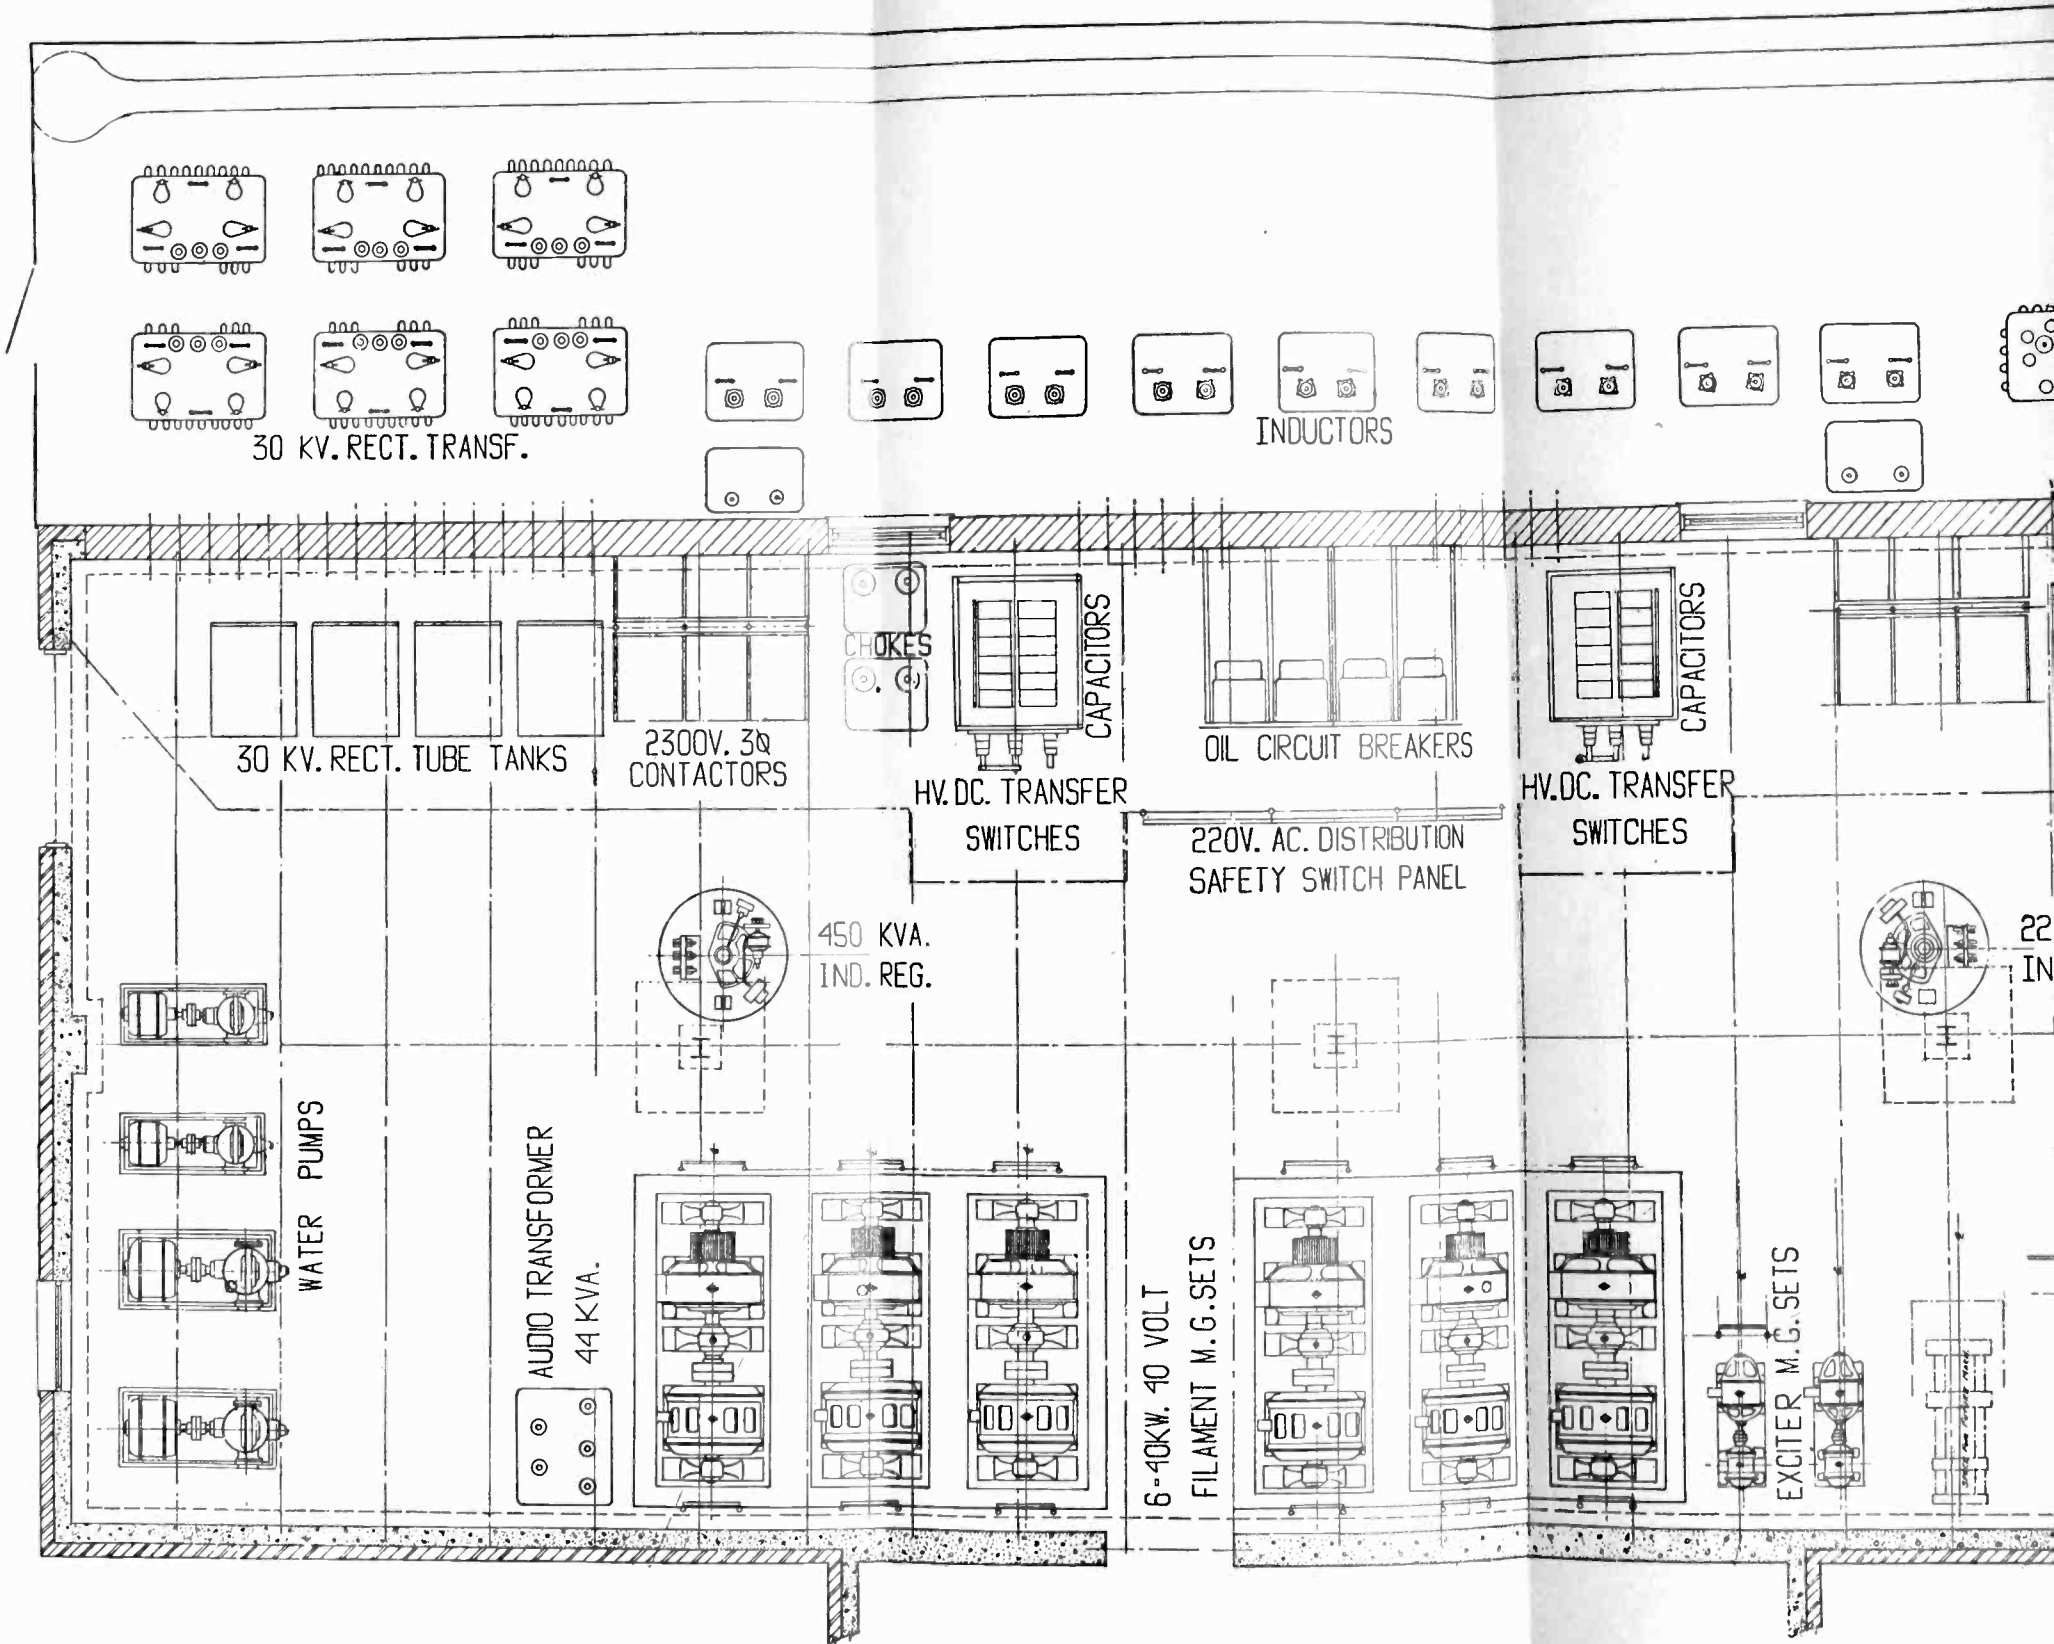 30 KV. RECT. TRANSF.
INDUCTORS
CHOKES
CAPACITORS
CAPACITORS
30 KV. RECT. TUBE TANKS
2300V. 3Φ
CONTACTORS
OIL CIRCUIT BREAKERS
HV. DC. TRANSFER
SWITCHES
HV. DC. TRANSFER
SWITCHES
220V. AC. DISTRIBUTION
SAFETY SWITCH PANEL
450 KVA.
IND. REG.
22
IN
WATER PUMPS
AUDIO TRANSFORMER
44 KVA.
6-40KW. 40 VOLT
FILAMENT M.G. SETS
EXCITER M.G. SETS